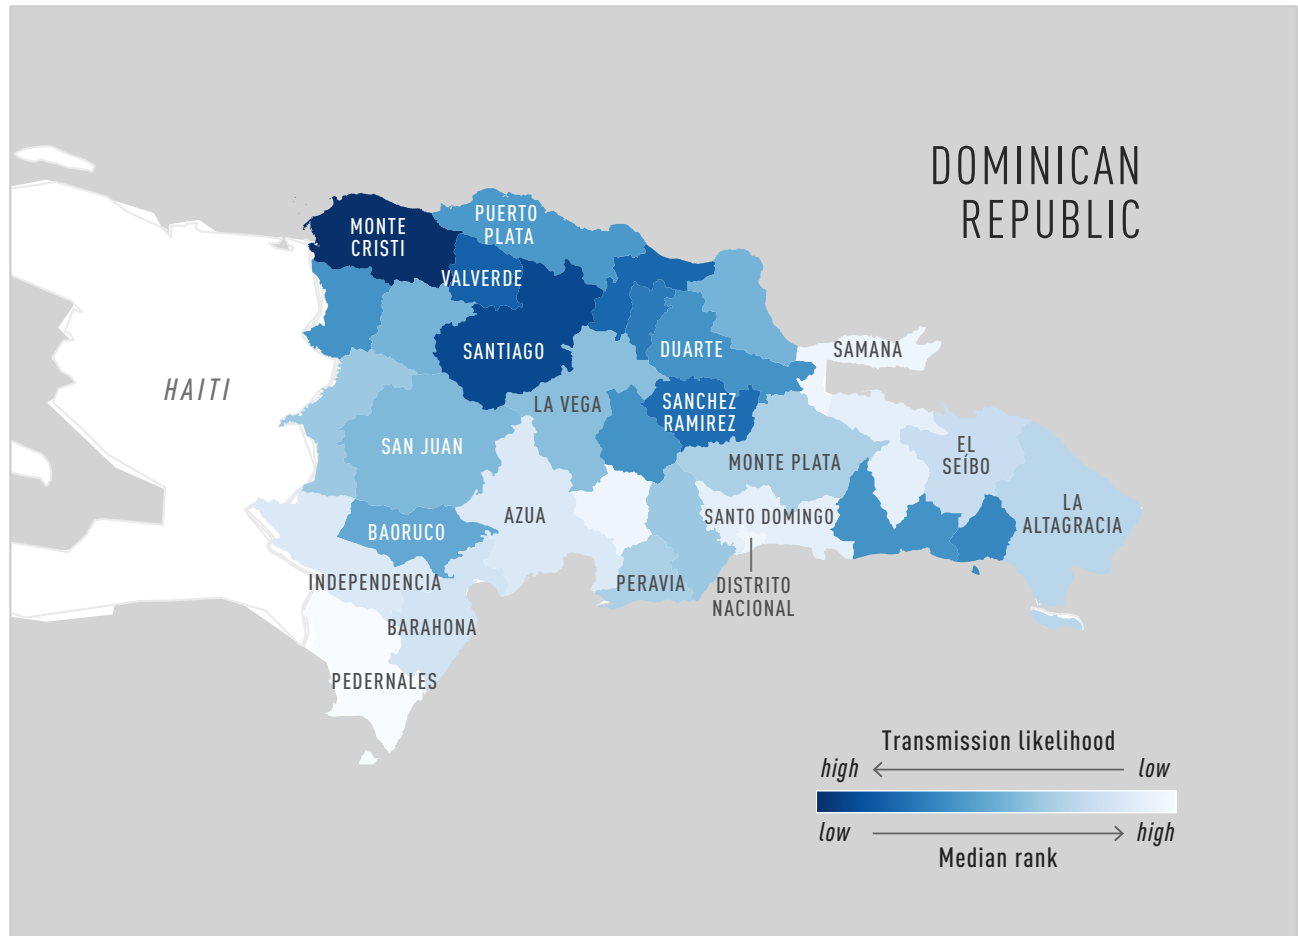 DOMINICAN
REPUBLIC
MONTE
CRISTI
PUERTO
PLATA
VALVERDE
SANTIAGO
DUARTE
SAMANA
HAITI
LA VEGA
SANCHEZ
RAMIREZ
SAN JUAN
MONTE PLATA
EL
SEÍBO
LA
ALTAGRACIA
AZUA
SANTO DOMINGO
BAORUCO
INDEPENDENCIA
PERAVIA
DISTRITO
NACIONAL
BARAHONA
PEDERNALES
Transmission likelihood
high low
low high
Median rank